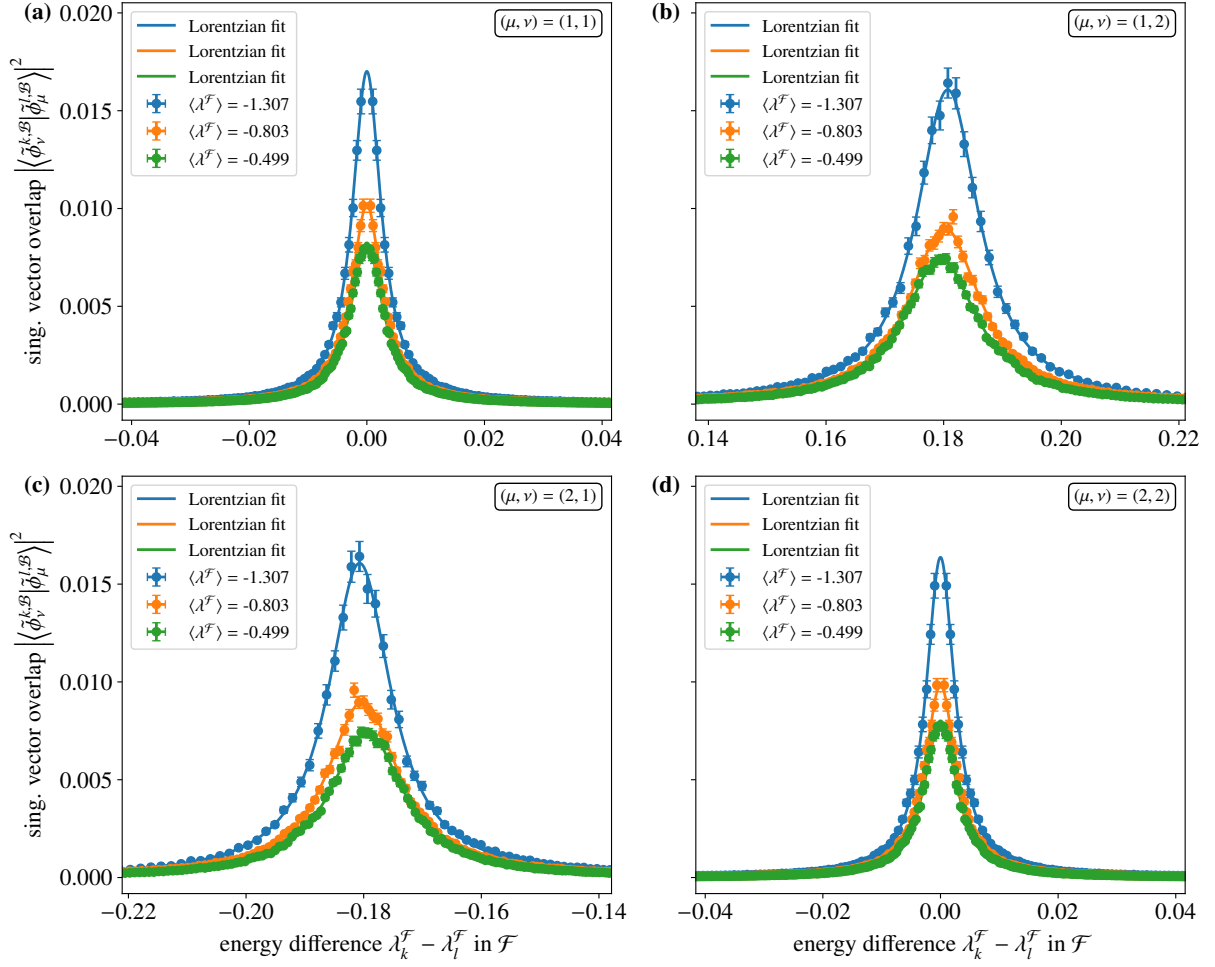 (a)
0.020
0.015
0.010
0.005
0.000
sing. vector overlap |⟨ϕ̃_ν^{k,ℬ}|ϕ̃_μ^{l,ℬ}⟩|²
Lorentzian fit
Lorentzian fit
Lorentzian fit
⟨λ^ℱ⟩ = -1.307
⟨λ^ℱ⟩ = -0.803
⟨λ^ℱ⟩ = -0.499
(μ, ν) = (1, 1)
−0.04 −0.02 0.00 0.02 0.04
(b)
Lorentzian fit
Lorentzian fit
Lorentzian fit
⟨λ^ℱ⟩ = -1.307
⟨λ^ℱ⟩ = -0.803
⟨λ^ℱ⟩ = -0.499
(μ, ν) = (1, 2)
0.14 0.16 0.18 0.20 0.22
(c)
0.020
0.015
0.010
0.005
0.000
sing. vector overlap |⟨ϕ̃_ν^{k,ℬ}|ϕ̃_μ^{l,ℬ}⟩|²
Lorentzian fit
Lorentzian fit
Lorentzian fit
⟨λ^ℱ⟩ = -1.307
⟨λ^ℱ⟩ = -0.803
⟨λ^ℱ⟩ = -0.499
(μ, ν) = (2, 1)
−0.22 −0.20 −0.18 −0.16 −0.14
energy difference λ_k^ℱ − λ_l^ℱ in ℱ
(d)
Lorentzian fit
Lorentzian fit
Lorentzian fit
⟨λ^ℱ⟩ = -1.307
⟨λ^ℱ⟩ = -0.803
⟨λ^ℱ⟩ = -0.499
(μ, ν) = (2, 2)
−0.04 −0.02 0.00 0.02 0.04
energy difference λ_k^ℱ − λ_l^ℱ in ℱ